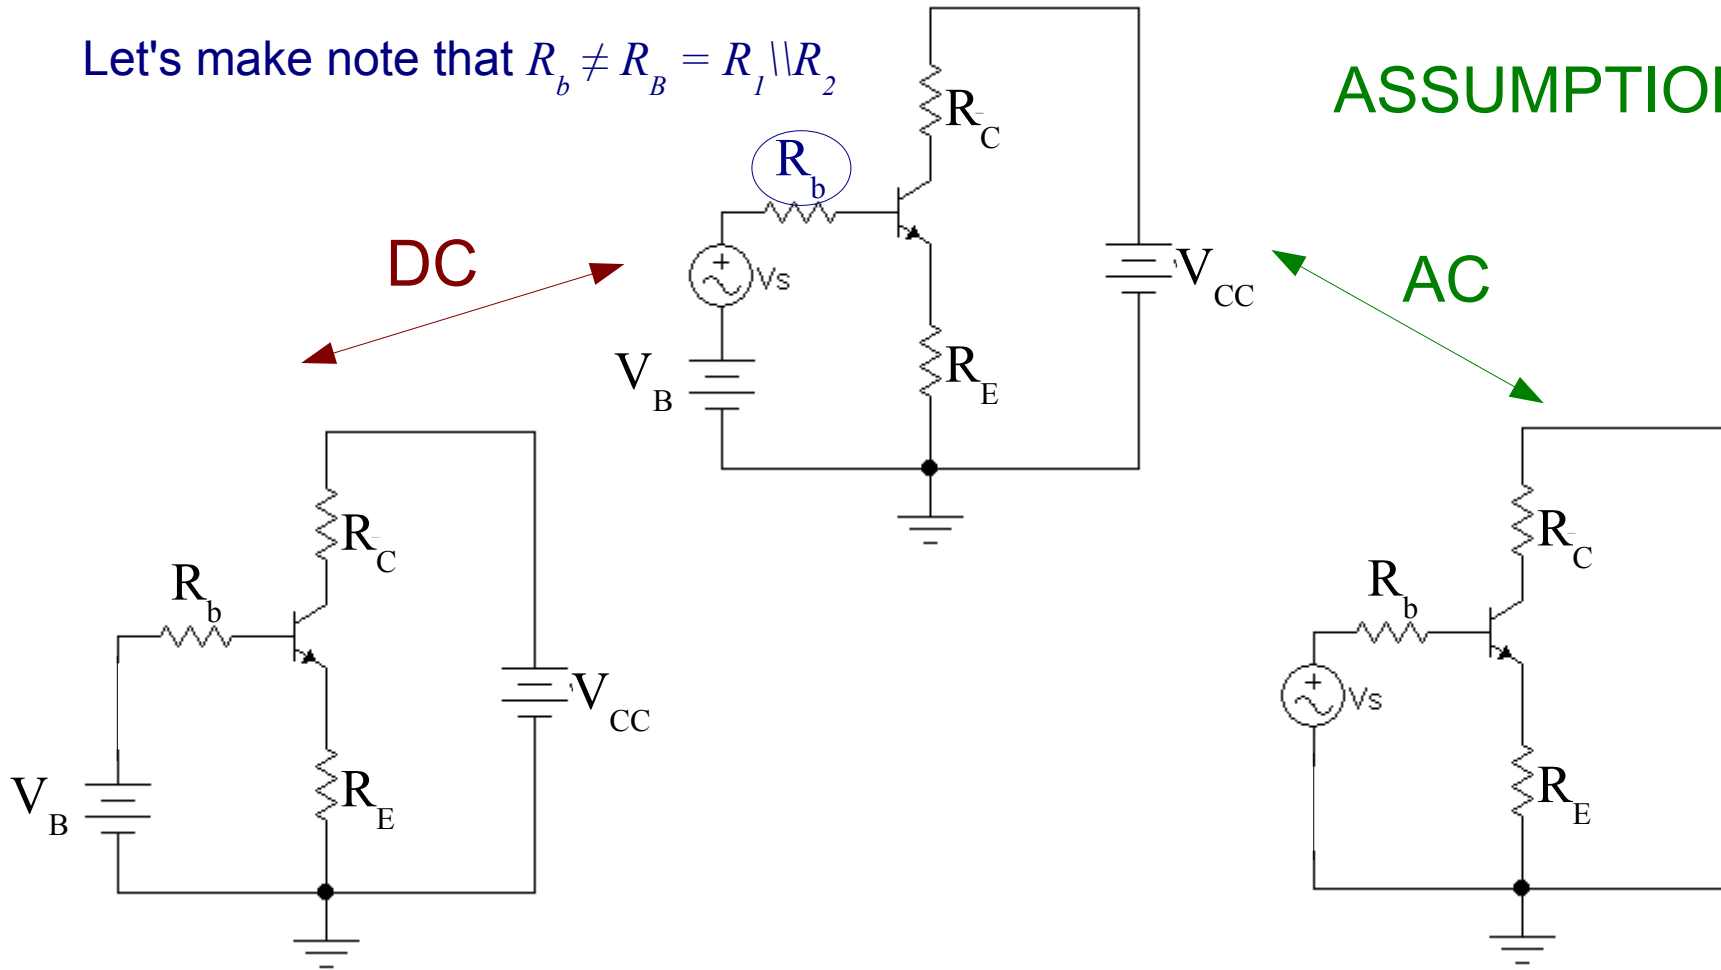 Let's make note that R_b ≠ R_B = R_1\\R_2
ASSUMPTION
R_C
R_b
DC
Vs
V_CC
AC
V_B
R_E
R_C
R_b
V_CC
V_B
R_E
R_C
R_b
Vs
R_E